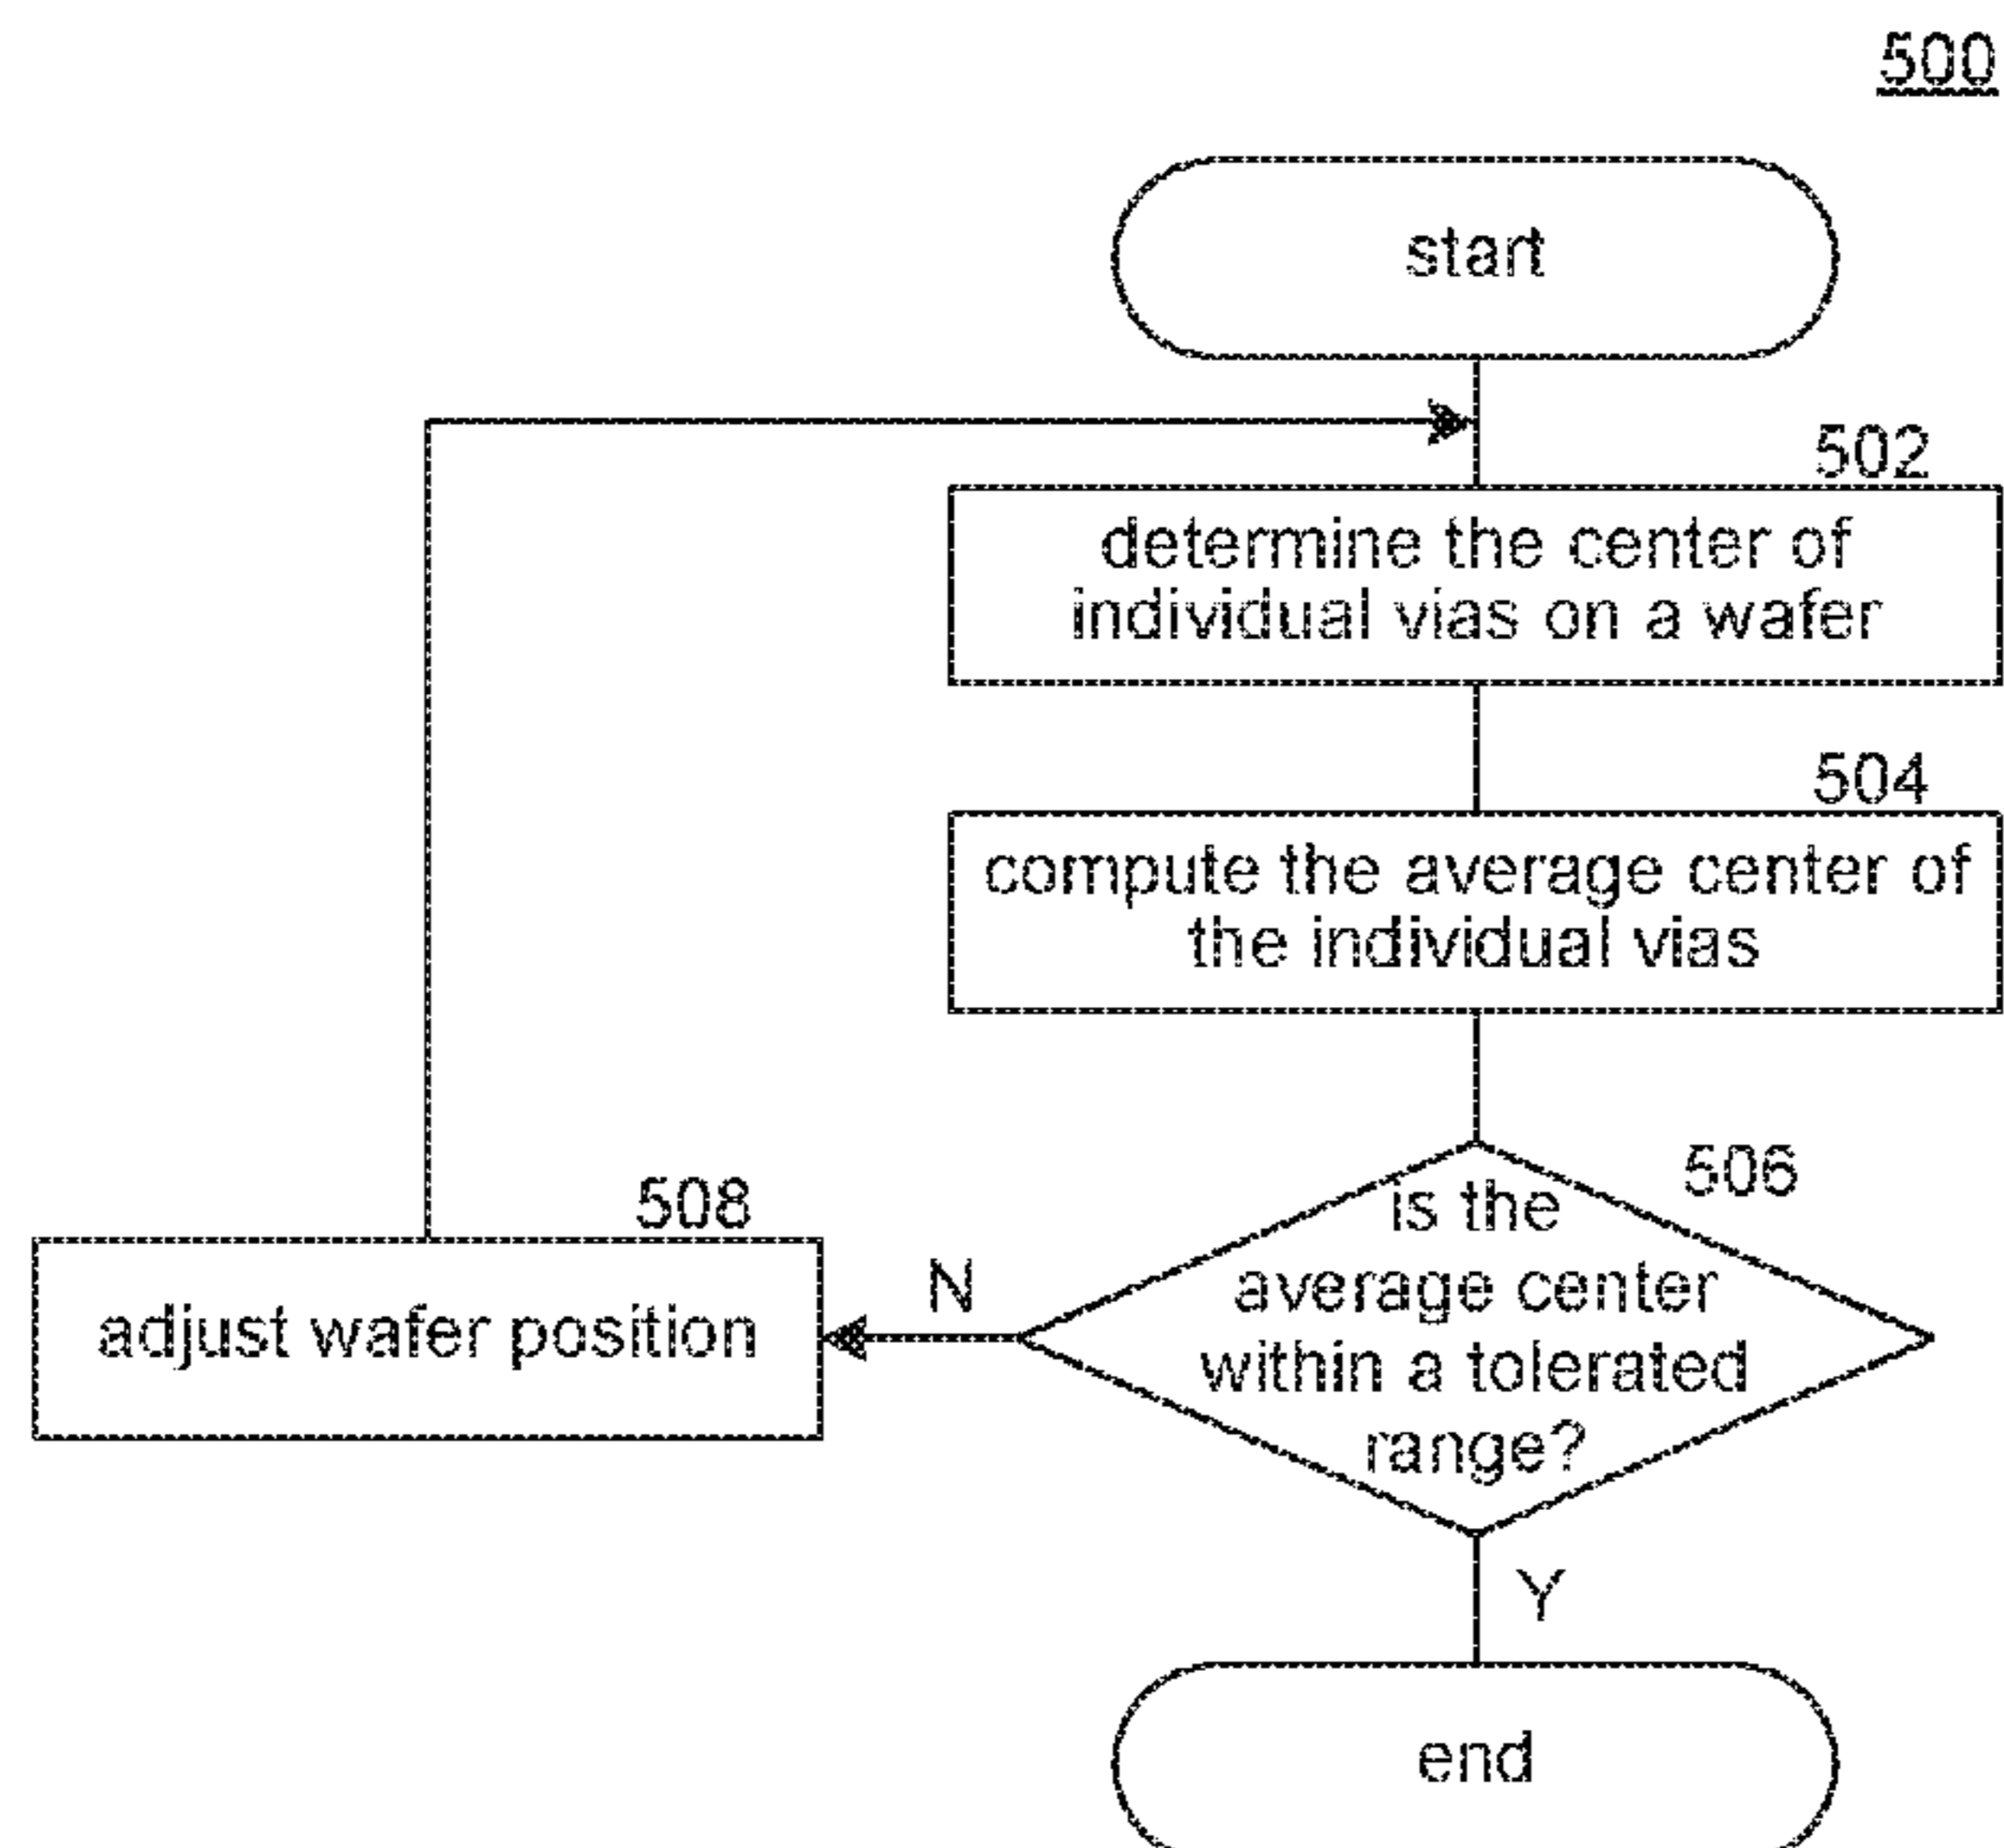 500
start
502
determine the center of
individual vias on a wafer
504
compute the average center of
the individual vias
506
is the
average center
within a tolerated
range?
N
508
adjust wafer position
Y
end